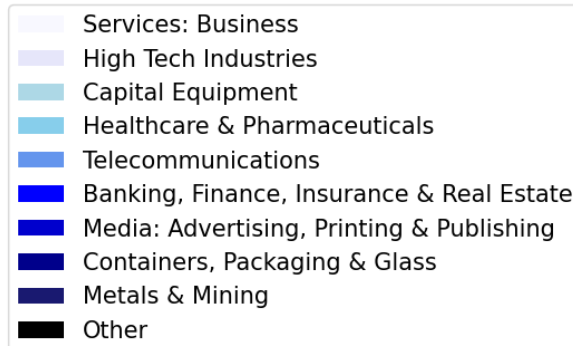 Services: Business
High Tech Industries
Capital Equipment
Healthcare & Pharmaceuticals
Telecommunications
Banking, Finance, Insurance & Real Estate
Media: Advertising, Printing & Publishing
Containers, Packaging & Glass
Metals & Mining
Other